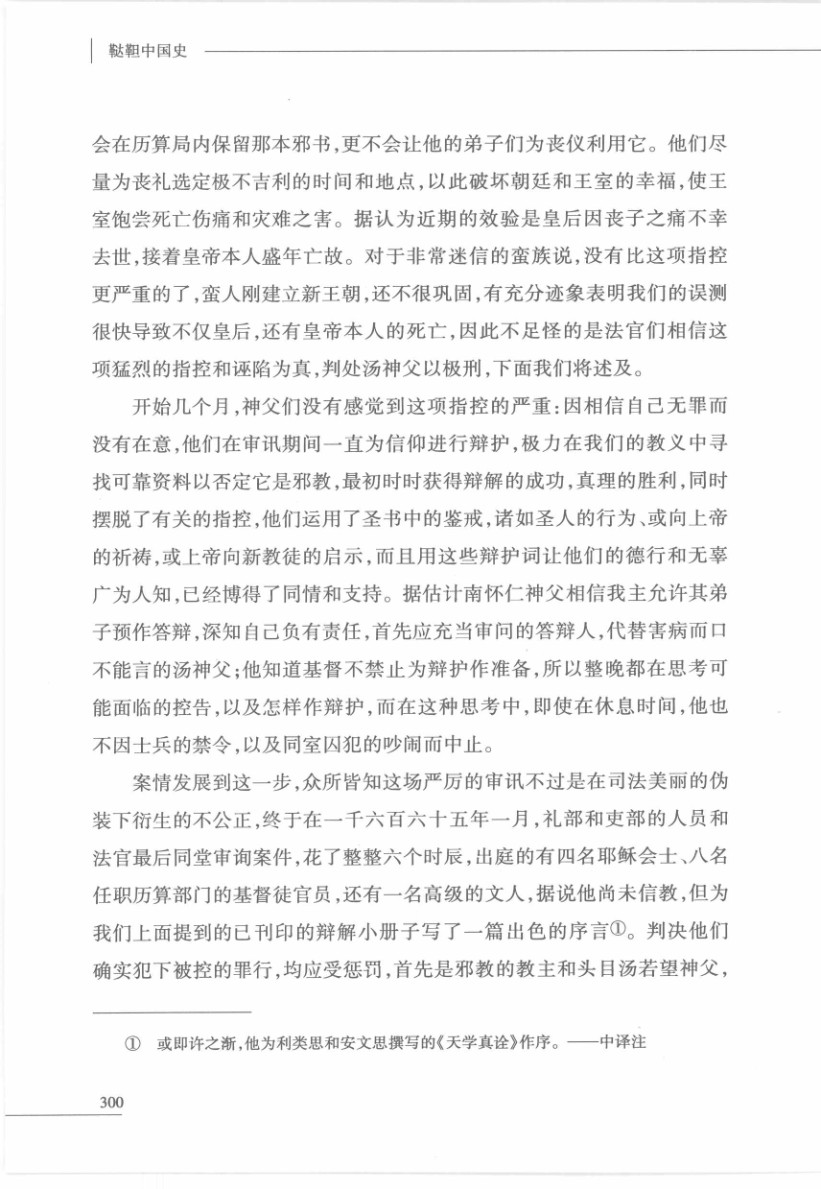 鞑靼中国史
会在历算局内保留那本邪书,更不会让他的弟子们为丧仪利用它。他们尽
量为丧礼选定极不吉利的时间和地点,以此破坏朝廷和王室的幸福,使王
室饱尝死亡伤痛和灾难之害。据认为近期的效验是皇后因丧子之痛不幸
去世,接着皇帝本人盛年亡故。对于非常迷信的蛮族说,没有比这项指控
更严重的了,蛮人刚建立新王朝,还不很巩固,有充分迹象表明我们的误测
很快导致不仅皇后,还有皇帝本人的死亡,因此不足怪的是法官们相信这
项猛烈的指控和诬陷为真,判处汤神父以极刑,下面我们将述及。
开始几个月,神父们没有感觉到这项指控的严重:因相信自己无罪而
没有在意,他们在审讯期间一直为信仰进行辩护,极力在我们的教义中寻
找可靠资料以否定它是邪教,最初时时获得辩解的成功,真理的胜利,同时
摆脱了有关的指控,他们运用了圣书中的鉴戒,诸如圣人的行为、或向上帝
的祈祷,或上帝向新教徒的启示,而且用这些辩护词让他们的德行和无辜
广为人知,已经博得了同情和支持。据估计南怀仁神父相信我主允许其弟
子预作答辩,深知自己负有责任,首先应充当审问的答辩人,代替害病而口
不能言的汤神父;他知道基督不禁止为辩护作准备,所以整晚都在思考可
能面临的控告,以及怎样作辩护,而在这种思考中,即使在休息时间,他也
不因士兵的禁令,以及同室囚犯的吵闹而中止。
案情发展到这一步,众所皆知这场严厉的审讯不过是在司法美丽的伪
装下衍生的不公正,终于在一千六百六十五年一月,礼部和吏部的人员和
法官最后同堂审询案件,花了整整六个时辰,出庭的有四名耶稣会士、八名
任职历算部门的基督徒官员,还有一名高级的文人,据说他尚未信教,但为
我们上面提到的已刊印的辩解小册子写了一篇出色的序言①。判决他们
确实犯下被控的罪行,均应受惩罚,首先是邪教的教主和头目汤若望神父,
① 或即许之渐,他为利类思和安文思撰写的《天学真诠》作序。——中译注
300